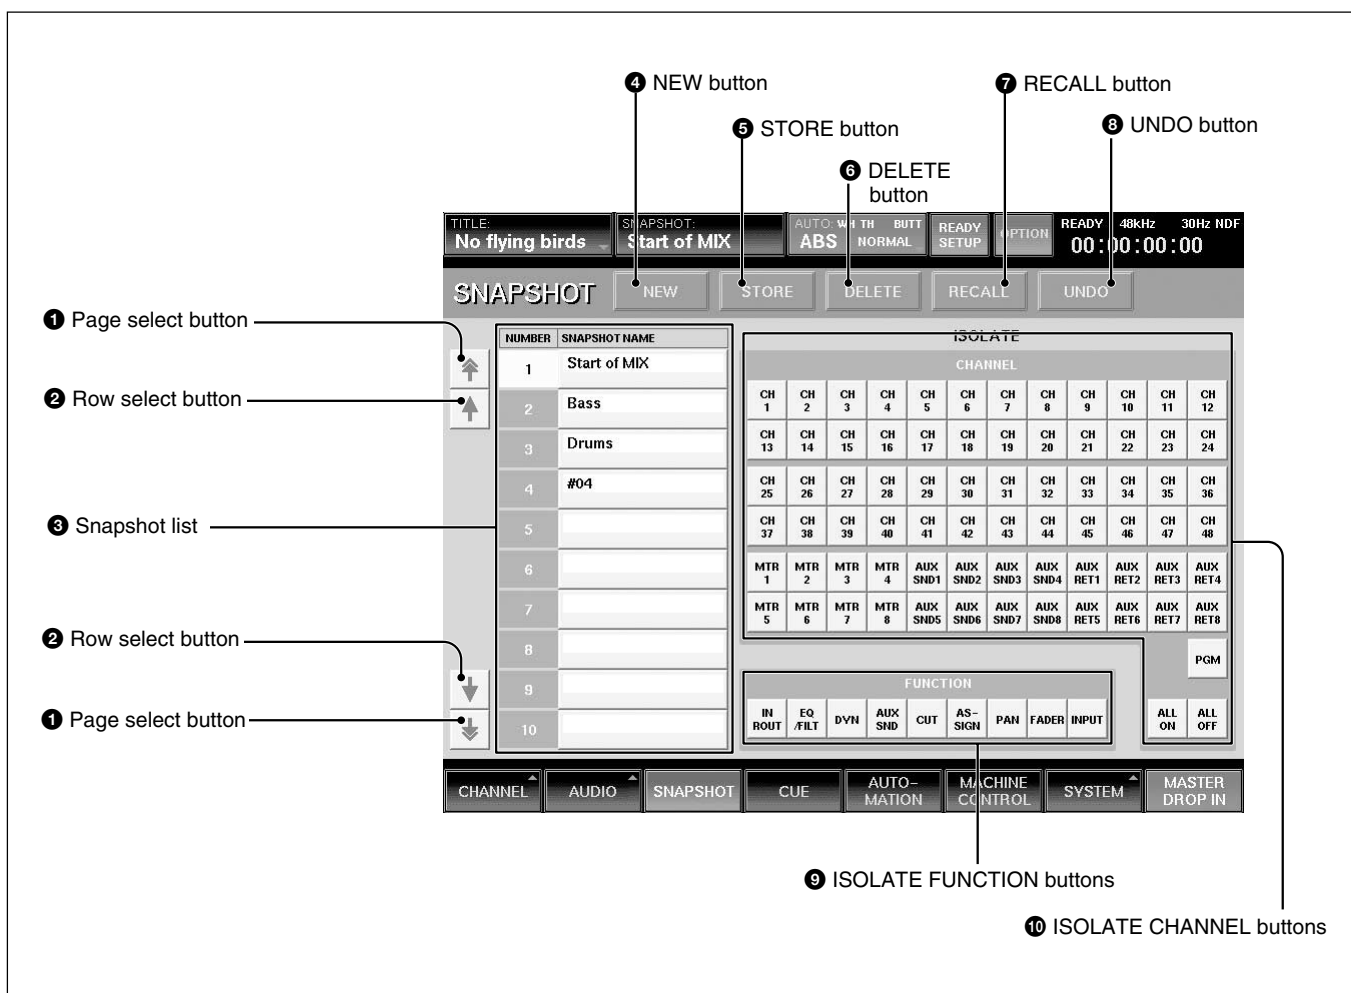 ❹ NEW button
❼ RECALL button
❺ STORE button
❽ UNDO button
❻ DELETE
button
TITLE:
No flying birds
SNAPSHOT:
Start of MIX
AUTO: WH TH BUTT
ABS NORMAL
READY
SETUP
OPTION
READY 48kHz 30Hz NDF
00:00:00:00
SNAPSHOT
NEW
STORE
DELETE
RECALL
UNDO
❶ Page select button
❷ Row select button
❸ Snapshot list
❷ Row select button
❶ Page select button
NUMBER SNAPSHOT NAME
1 Start of MIX
2 Bass
3 Drums
4 #04
5
6
7
8
9
10
ISOLATE
CHANNEL
CH 1 CH 2 CH 3 CH 4 CH 5 CH 6 CH 7 CH 8 CH 9 CH 10 CH 11 CH 12
CH 13 CH 14 CH 15 CH 16 CH 17 CH 18 CH 19 CH 20 CH 21 CH 22 CH 23 CH 24
CH 25 CH 26 CH 27 CH 28 CH 29 CH 30 CH 31 CH 32 CH 33 CH 34 CH 35 CH 36
CH 37 CH 38 CH 39 CH 40 CH 41 CH 42 CH 43 CH 44 CH 45 CH 46 CH 47 CH 48
MTR 1 MTR 2 MTR 3 MTR 4 AUX SND1 AUX SND2 AUX SND3 AUX SND4 AUX RET1 AUX RET2 AUX RET3 AUX RET4
MTR 5 MTR 6 MTR 7 MTR 8 AUX SND5 AUX SND6 AUX SND7 AUX SND8 AUX RET5 AUX RET6 AUX RET7 AUX RET8
PGM
FUNCTION
IN ROUT EQ /FILT DYN AUX SND CUT AS- SIGN PAN FADER INPUT
ALL ON ALL OFF
CHANNEL
AUDIO
SNAPSHOT
CUE
AUTO-
MATION
MACHINE
CONTROL
SYSTEM
MASTER
DROP IN
❾ ISOLATE FUNCTION buttons
❿ ISOLATE CHANNEL buttons